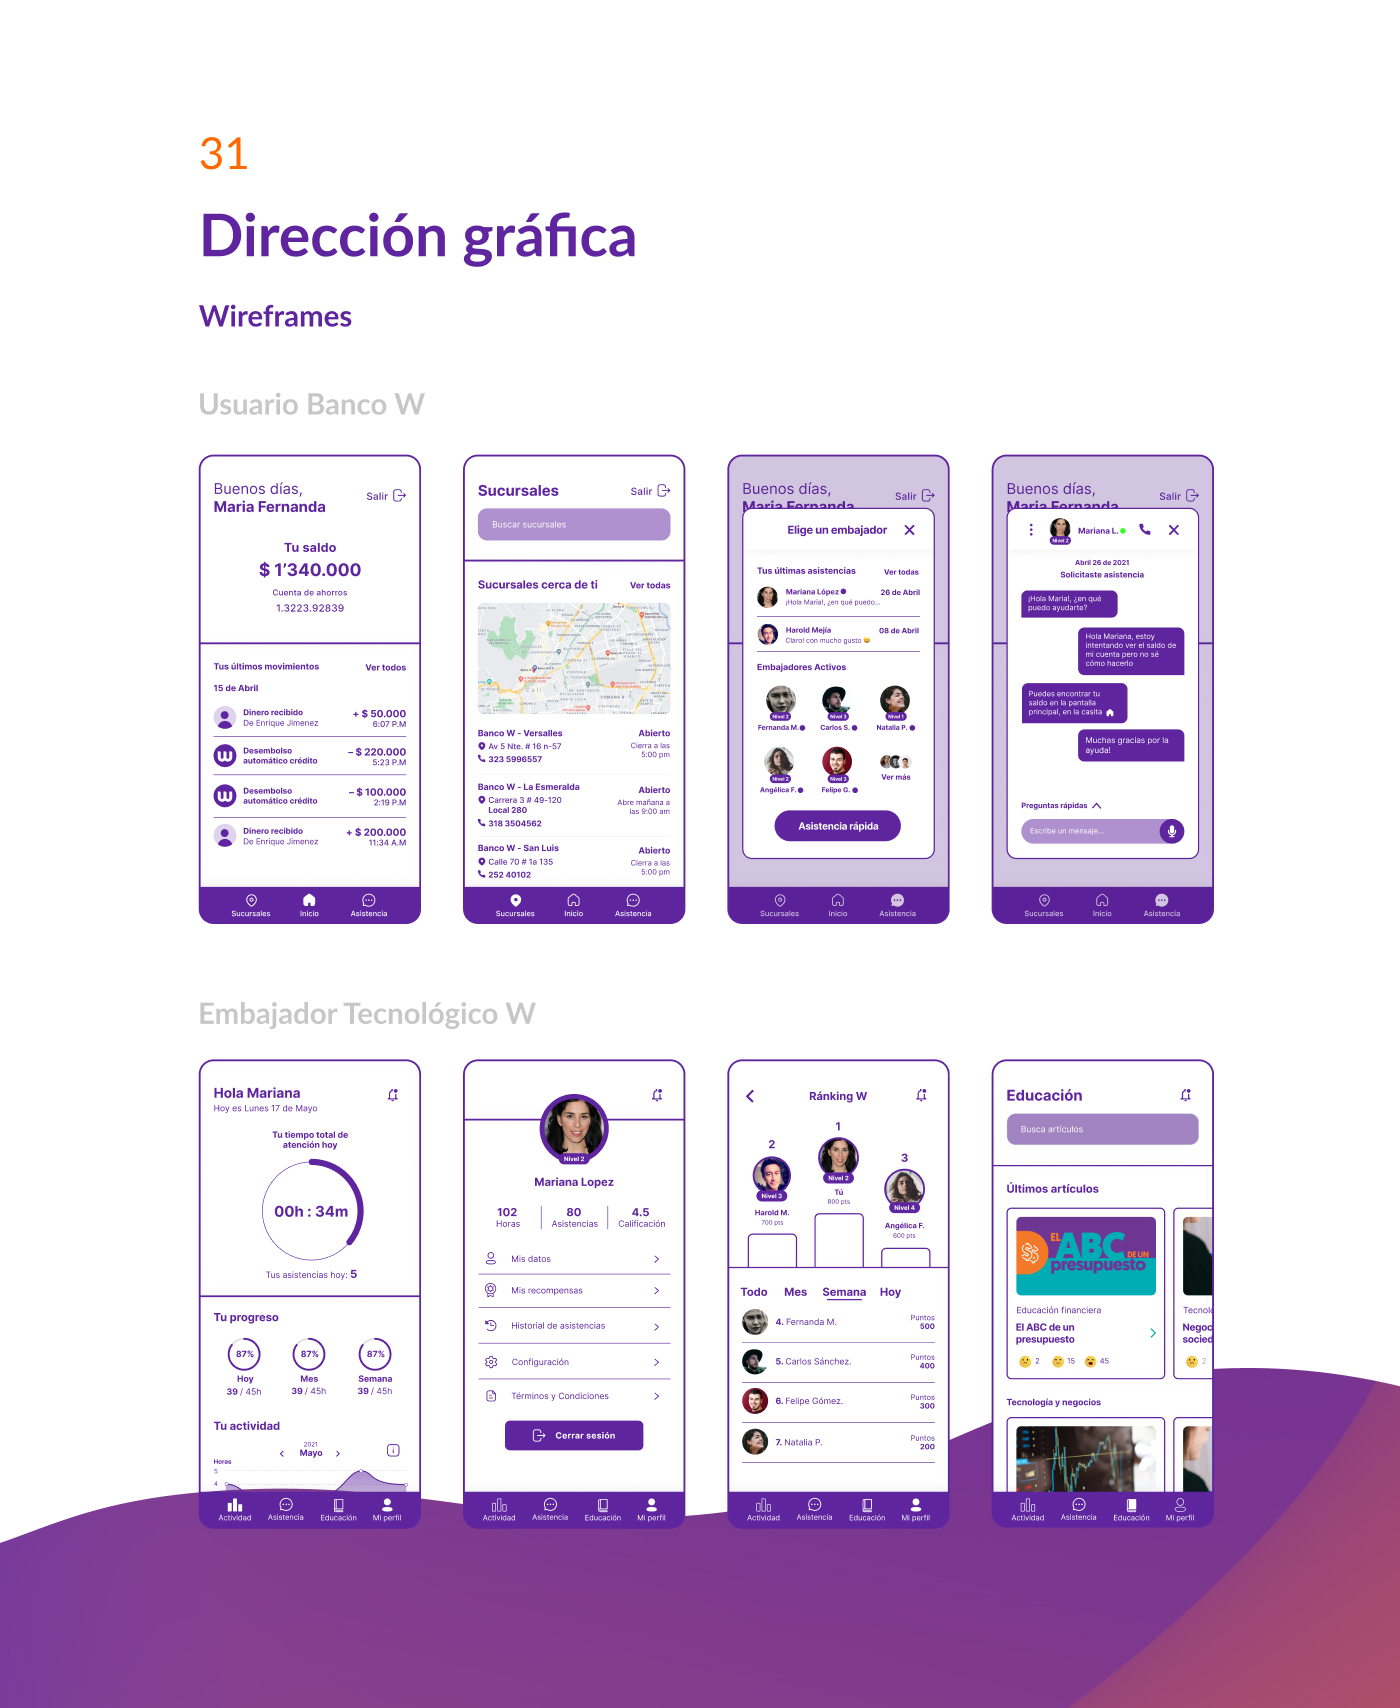 31
Dirección gráfica
Wireframes
Usuario Banco W
Buenos días,
Maria Fernanda
Salir
Tu saldo
$ 1'340.000
Cuenta de ahorros
1.3223.92839
Tus últimos movimientos
Ver todos
15 de Abril
Dinero recibido
De Enrique Jimenez
+ $ 50.000
6:07 P.M
Desembolso
automático crédito
– $ 220.000
5:23 P.M
Desembolso
automático crédito
– $ 100.000
2:19 P.M
Dinero recibido
De Enrique Jimenez
+ $ 200.000
11:34 A.M
Sucursales
Inicio
Asistencia
Sucursales
Salir
Buscar sucursales
Sucursales cerca de ti
Ver todas
Cali
Banco W - Versalles
Av 5 Nte. # 16 n-57
323 5996557
Abierto
Cierra a las
5:00 pm
Banco W - La Esmeralda
Carrera 3 # 49-120
Local 280
318 3504562
Abierto
Abre mañana a
las 9:00 am
Banco W - San Luis
Calle 70 # 1a 135
252 40102
Abierto
Cierra a las
5:00 pm
Sucursales
Inicio
Asistencia
Buenos días,
Maria Fernanda
Salir
Elige un embajador
Tus últimas asistencias
Ver todas
Mariana López
26 de Abril
¡Hola Maria!, ¿en qué puedo...
Harold Mejía
08 de Abril
Claro! con mucho gusto 😄
Embajadores Activos
Nivel 2
Nivel 3
Nivel 1
Fernanda M.
Carlos S.
Natalia P.
Nivel 2
Nivel 3
Angélica F.
Felipe G.
Ver más
Asistencia rápida
Sucursales
Inicio
Asistencia
Buenos días,
Maria Fernanda
Salir
Nivel 2
Mariana L.
Abril 26 de 2021
Solicitaste asistencia
¡Hola Maria!, ¿en qué
puedo ayudarte?
Hola Mariana, estoy
intentando ver el saldo de
mi cuenta pero no sé
cómo hacerlo
Puedes encontrar tu
saldo en la pantalla
principal, en la casita
Muchas gracias por la
ayuda!
Preguntas rápidas
Escribe un mensaje...
Sucursales
Inicio
Asistencia
Embajador Tecnológico W
Hola Mariana
Hoy es Lunes 17 de Mayo
Tu tiempo total de
atención hoy
00h : 34m
Tus asistencias hoy: 5
Tu progreso
87%
87%
87%
Hoy
Mes
Semana
39 / 45h
39 / 45h
39 / 45h
Tu actividad
2021
Mayo
Horas
5
4
Actividad
Asistencia
Educación
Mi perfil
Nivel 2
Mariana Lopez
102
Horas
80
Asistencias
4.5
Calificación
Mis datos
Mis recompensas
Historial de asistencias
Configuración
Términos y Condiciones
Cerrar sesión
Actividad
Asistencia
Educación
Mi perfil
Ránking W
1
2
3
Nivel 2
Nivel 3
Nivel 4
Tú
800 pts
Harold M.
700 pts
Angélica F.
600 pts
Todo
Mes
Semana
Hoy
4. Fernanda M.
Puntos
500
5. Carlos Sánchez.
Puntos
400
6. Felipe Gómez.
Puntos
300
7. Natalia P.
Puntos
200
Actividad
Asistencia
Educación
Mi perfil
Educación
Busca artículos
Últimos artículos
EL ABC DE UN
presupuesto
Educación financiera
El ABC de un
presupuesto
2
15
45
Tecnolo
Negoc
socied
2
Tecnología y negocios
Actividad
Asistencia
Educación
Mi perfil